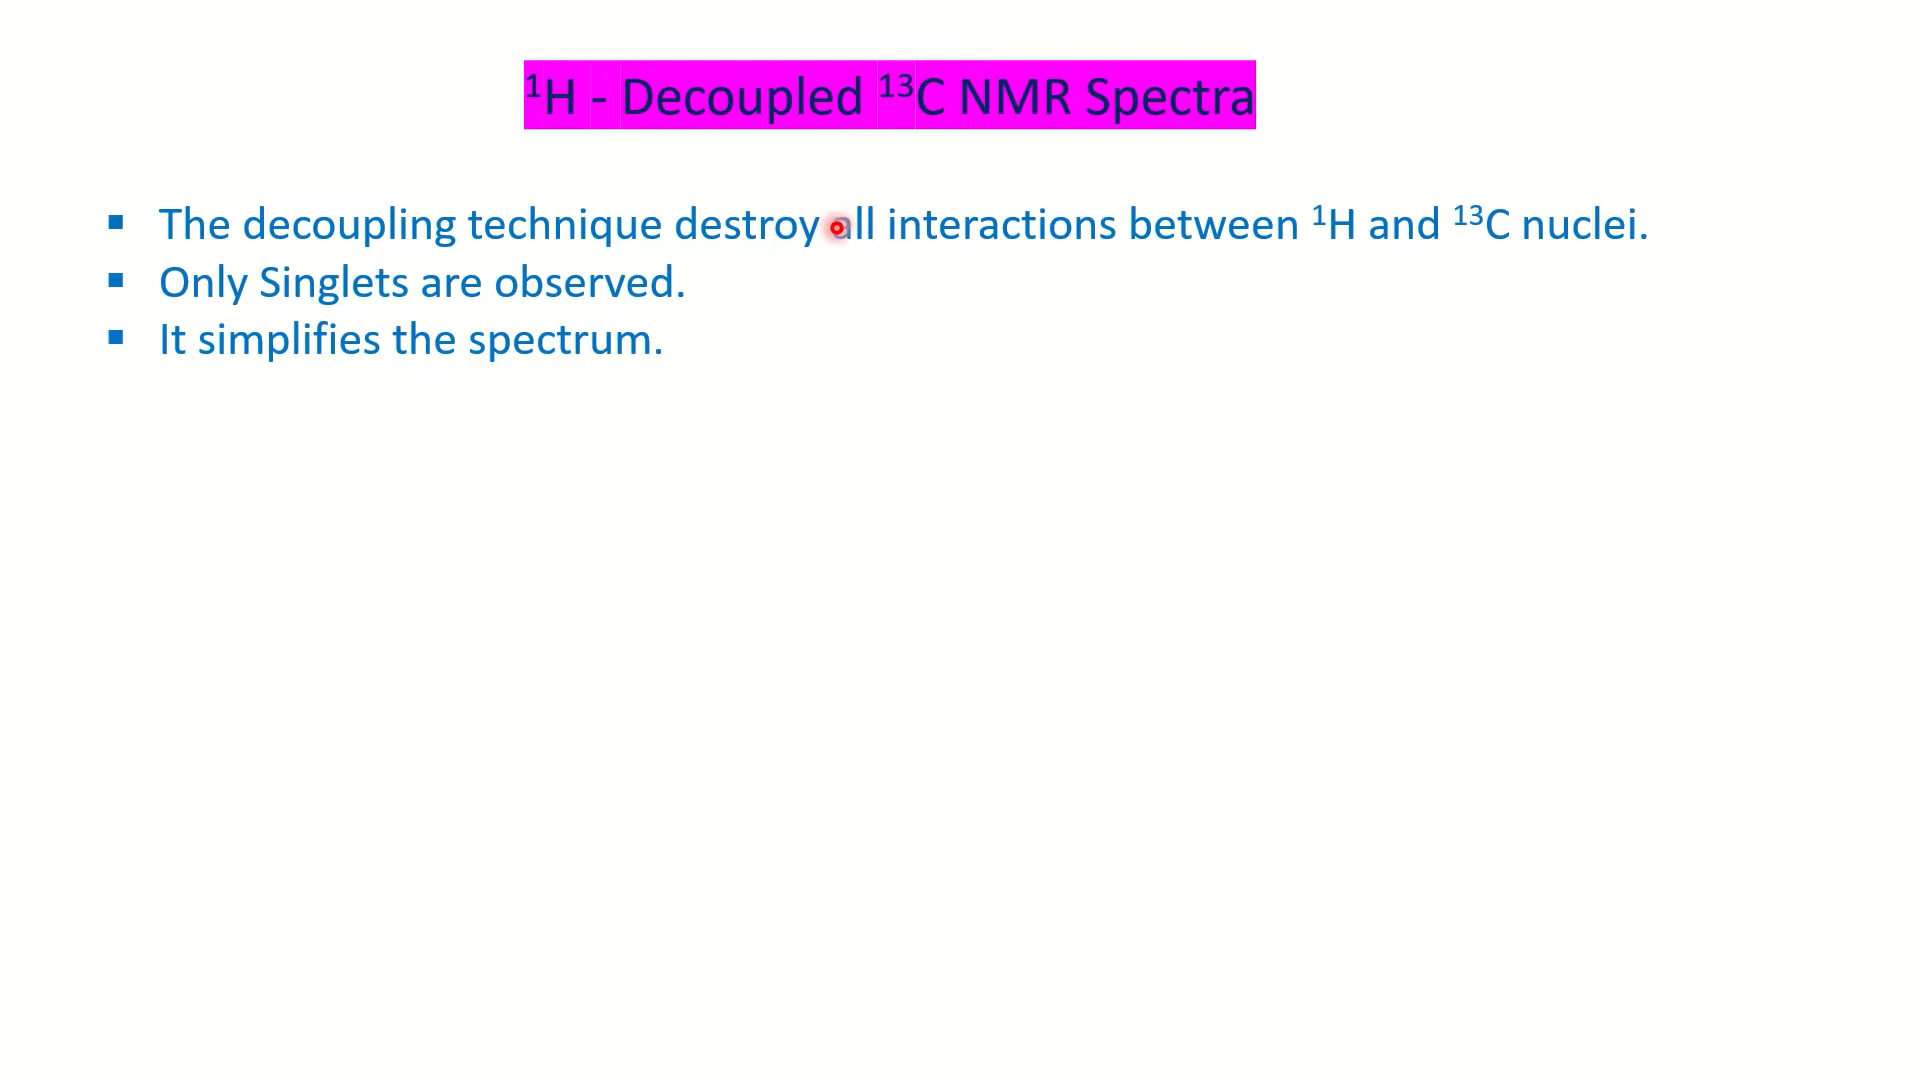 ¹H - Decoupled ¹³C NMR Spectra
▪ The decoupling technique destroy all interactions between ¹H and ¹³C nuclei.
▪ Only Singlets are observed.
▪ It simplifies the spectrum.